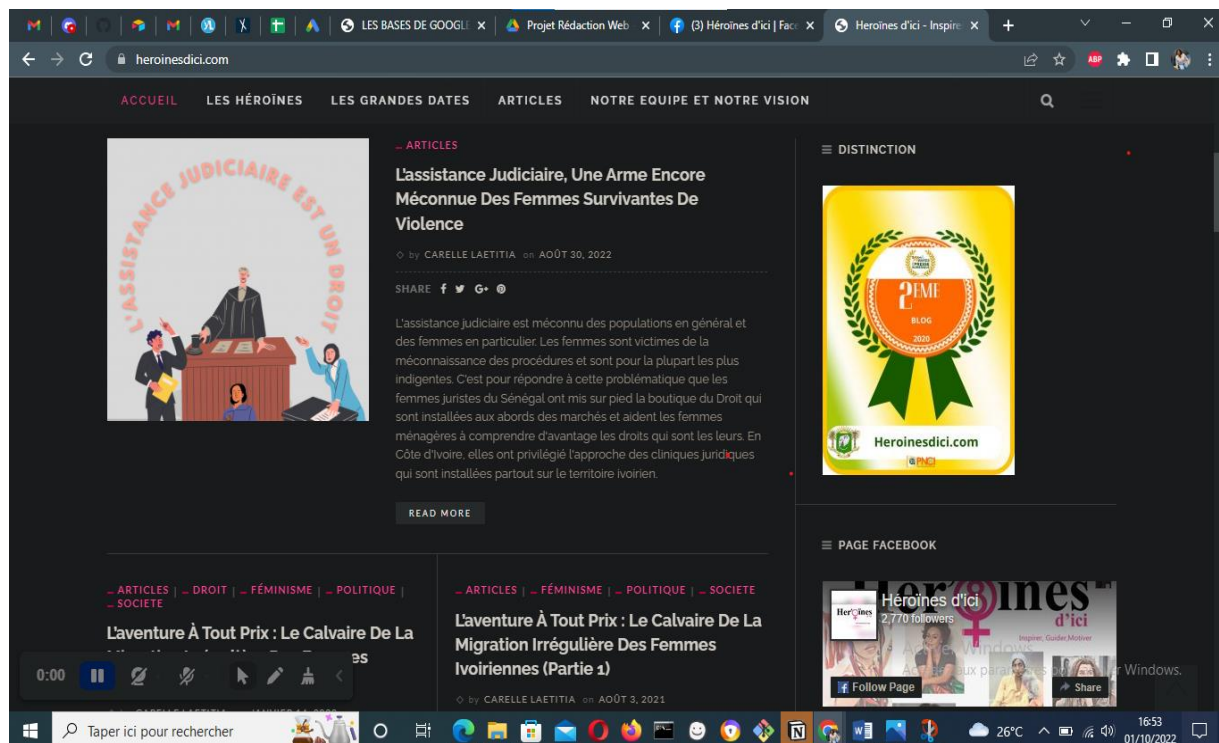 LES BASES DE GOOGLE
Projet Rédaction Web
(3) Héroïnes d'ici | Face
Heroïnes d'ici - Inspire
heroinesdici.com
ABP
ACCUEIL
LES HÉROÏNES
LES GRANDES DATES
ARTICLES
NOTRE EQUIPE ET NOTRE VISION
L'ASSISTANCE JUDICIAIRE EST UN DROIT
ARTICLES
L'assistance Judiciaire, Une Arme Encore
Méconnue Des Femmes Survivantes De
Violence
by CARELLE LAETITIA on AOÛT 30, 2022
SHARE
L'assistance judiciaire est méconnu des populations en général et
des femmes en particulier. Les femmes sont victimes de la
méconnaissance des procédures et sont pour la plupart les plus
indigentes. C'est pour répondre à cette problématique que les
femmes juristes du Sénégal ont mis sur pied la boutique du Droit qui
sont installées aux abords des marchés et aident les femmes
ménagères à comprendre d'avantage les droits qui sont les leurs. En
Côte d'Ivoire, elles ont privilégié l'approche des cliniques juridiques
qui sont installées partout sur le territoire ivoirien.
READ MORE
DISTINCTION
2EME
BLOG
2020
Heroinesdici.com
@PNCI
PAGE FACEBOOK
Héroïnes d'ici
2,770 followers
Her Ines
d'ici
Inspirer, Guider, Motiver
Follow Page
Share
ARTICLES | DROIT | FÉMINISME | POLITIQUE |
SOCIETE
L'aventure À Tout Prix : Le Calvaire De La
ARTICLES | FÉMINISME | POLITIQUE | SOCIETE
L'aventure À Tout Prix : Le Calvaire De La
Migration Irrégulière Des Femmes
Ivoiriennes (Partie 1)
by CARELLE LAETITIA on AOÛT 3, 2021
0:00
Windows.
Taper ici pour rechercher
26°C
16:53
01/10/2022